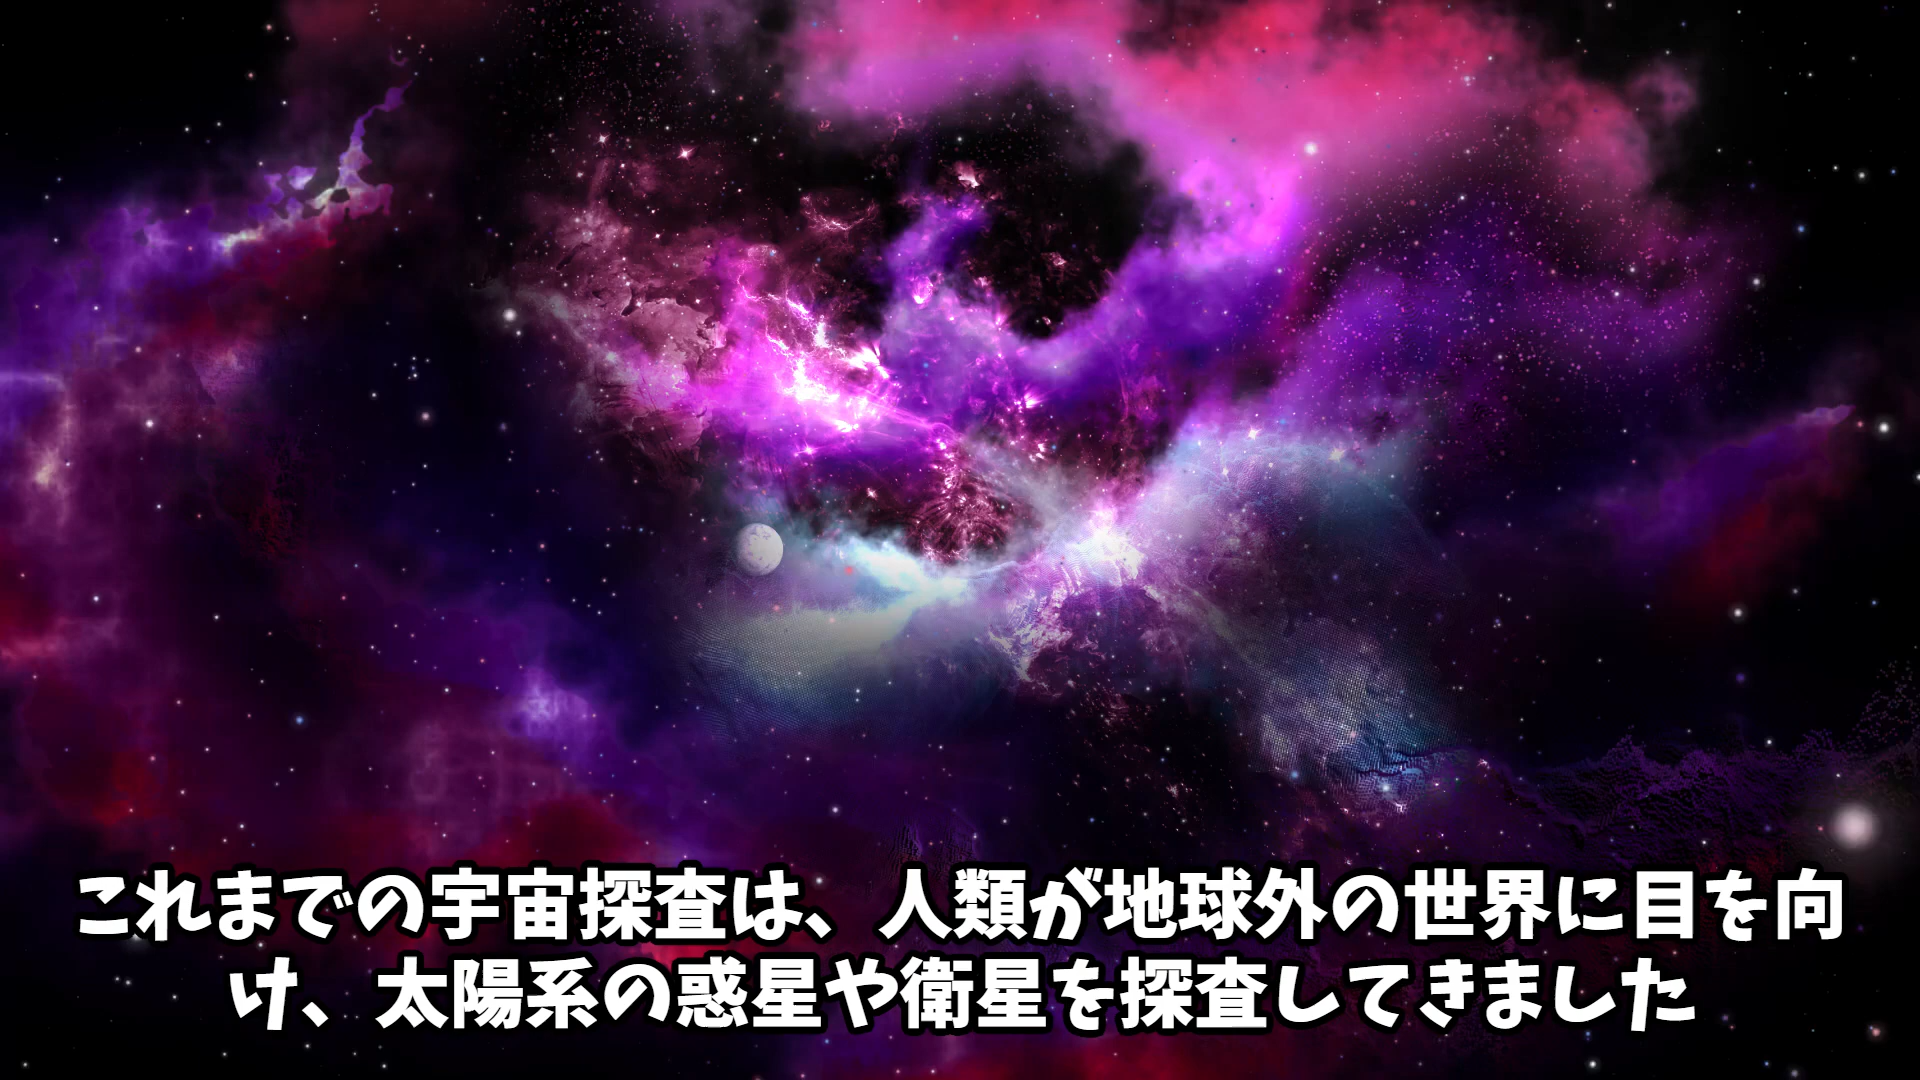 これまでの宇宙探査は、人類が地球外の世界に目を向
け、太陽系の惑星や衛星を探査してきました